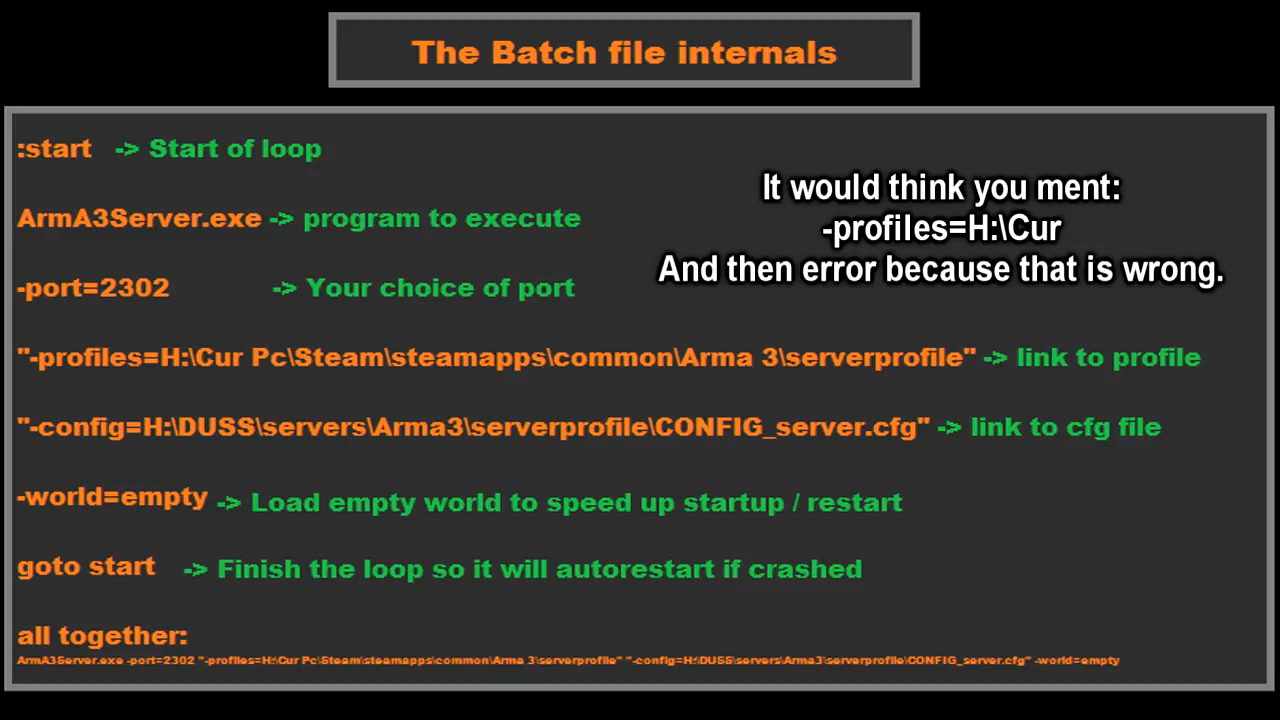 The Batch file internals
:start -> Start of loop
It would think you ment:
-profiles=H:\Cur
And then error because that is wrong.
ArmA3Server.exe -> program to execute
-port=2302 -> Your choice of port
"-profiles=H:\Cur Pc\Steam\steamapps\common\Arma 3\serverprofile" -> link to profile
"-config=H:\DUSS\servers\Arma3\serverprofile\CONFIG_server.cfg" -> link to cfg file
-world=empty -> Load empty world to speed up startup / restart
goto start -> Finish the loop so it will autorestart if crashed
all together:
ArmA3Server.exe -port=2302 "-profiles=H:\Cur Pc\Steam\steamapps\common\Arma 3\serverprofile" "-config=H:\DUSS\servers\Arma3\serverprofile\CONFIG_server.cfg" -world=empty